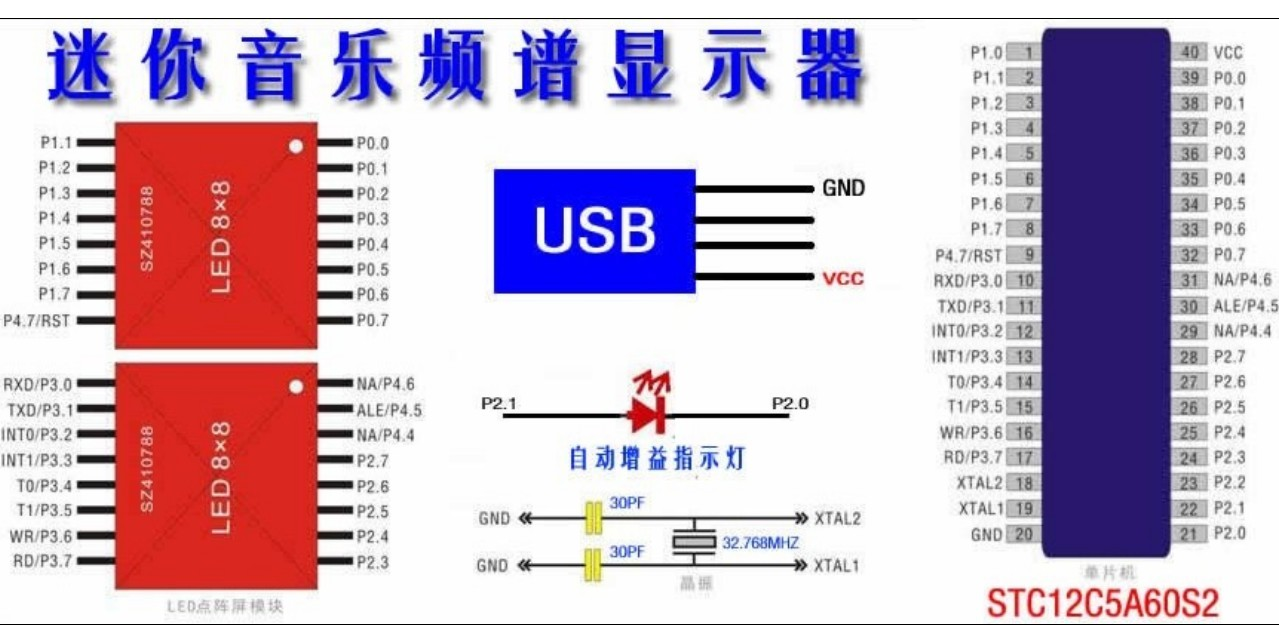 迷你音乐频谱显示器
P1.1 P0.0
P1.2 P0.1
P1.3 P0.2
P1.4 P0.3
P1.5 P0.4
P1.6 P0.5
P1.7 P0.6
P4.7/RST P0.7
SZ410788
LED 8×8
RXD/P3.0 NA/P4.6
TXD/P3.1 ALE/P4.5
INT0/P3.2 NA/P4.4
INT1/P3.3 P2.7
T0/P3.4 P2.6
T1/P3.5 P2.5
WR/P3.6 P2.4
RD/P3.7 P2.3
SZ410788
LED 8×8
LED点阵屏模块
USB
GND
VCC
P2.1 P2.0
自动增益指示灯
30PF
GND XTAL2
32.768MHZ
30PF
GND XTAL1
晶振
P1.0 1 40 VCC
P1.1 2 39 P0.0
P1.2 3 38 P0.1
P1.3 4 37 P0.2
P1.4 5 36 P0.3
P1.5 6 35 P0.4
P1.6 7 34 P0.5
P1.7 8 33 P0.6
P4.7/RST 9 32 P0.7
RXD/P3.0 10 31 NA/P4.6
TXD/P3.1 11 30 ALE/P4.5
INT0/P3.2 12 29 NA/P4.4
INT1/P3.3 13 28 P2.7
T0/P3.4 14 27 P2.6
T1/P3.5 15 26 P2.5
WR/P3.6 16 25 P2.4
RD/P3.7 17 24 P2.3
XTAL2 18 23 P2.2
XTAL1 19 22 P2.1
GND 20 21 P2.0
单片机
STC12C5A60S2